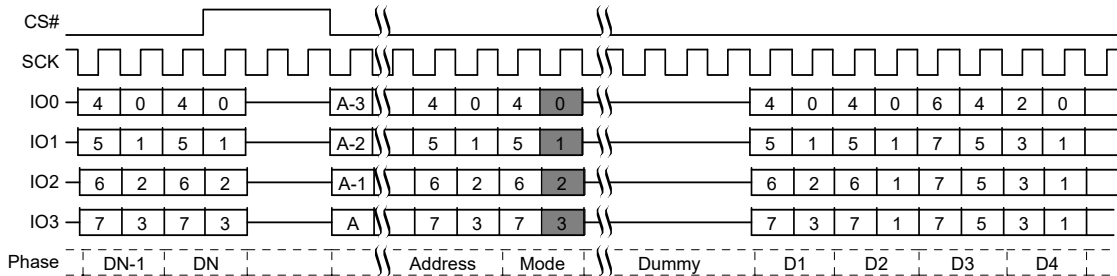 CS#
SCK
IO0 4 0 4 0 A-3 4 0 4 0 4 0 4 0 6 4 2 0
IO1 5 1 5 1 A-2 5 1 5 1 5 1 5 1 7 5 3 1
IO2 6 2 6 2 A-1 6 2 6 2 6 2 6 1 7 5 3 1
IO3 7 3 7 3 A 7 3 7 3 7 3 7 1 7 5 3 1
Phase DN-1 DN Address Mode Dummy D1 D2 D3 D4